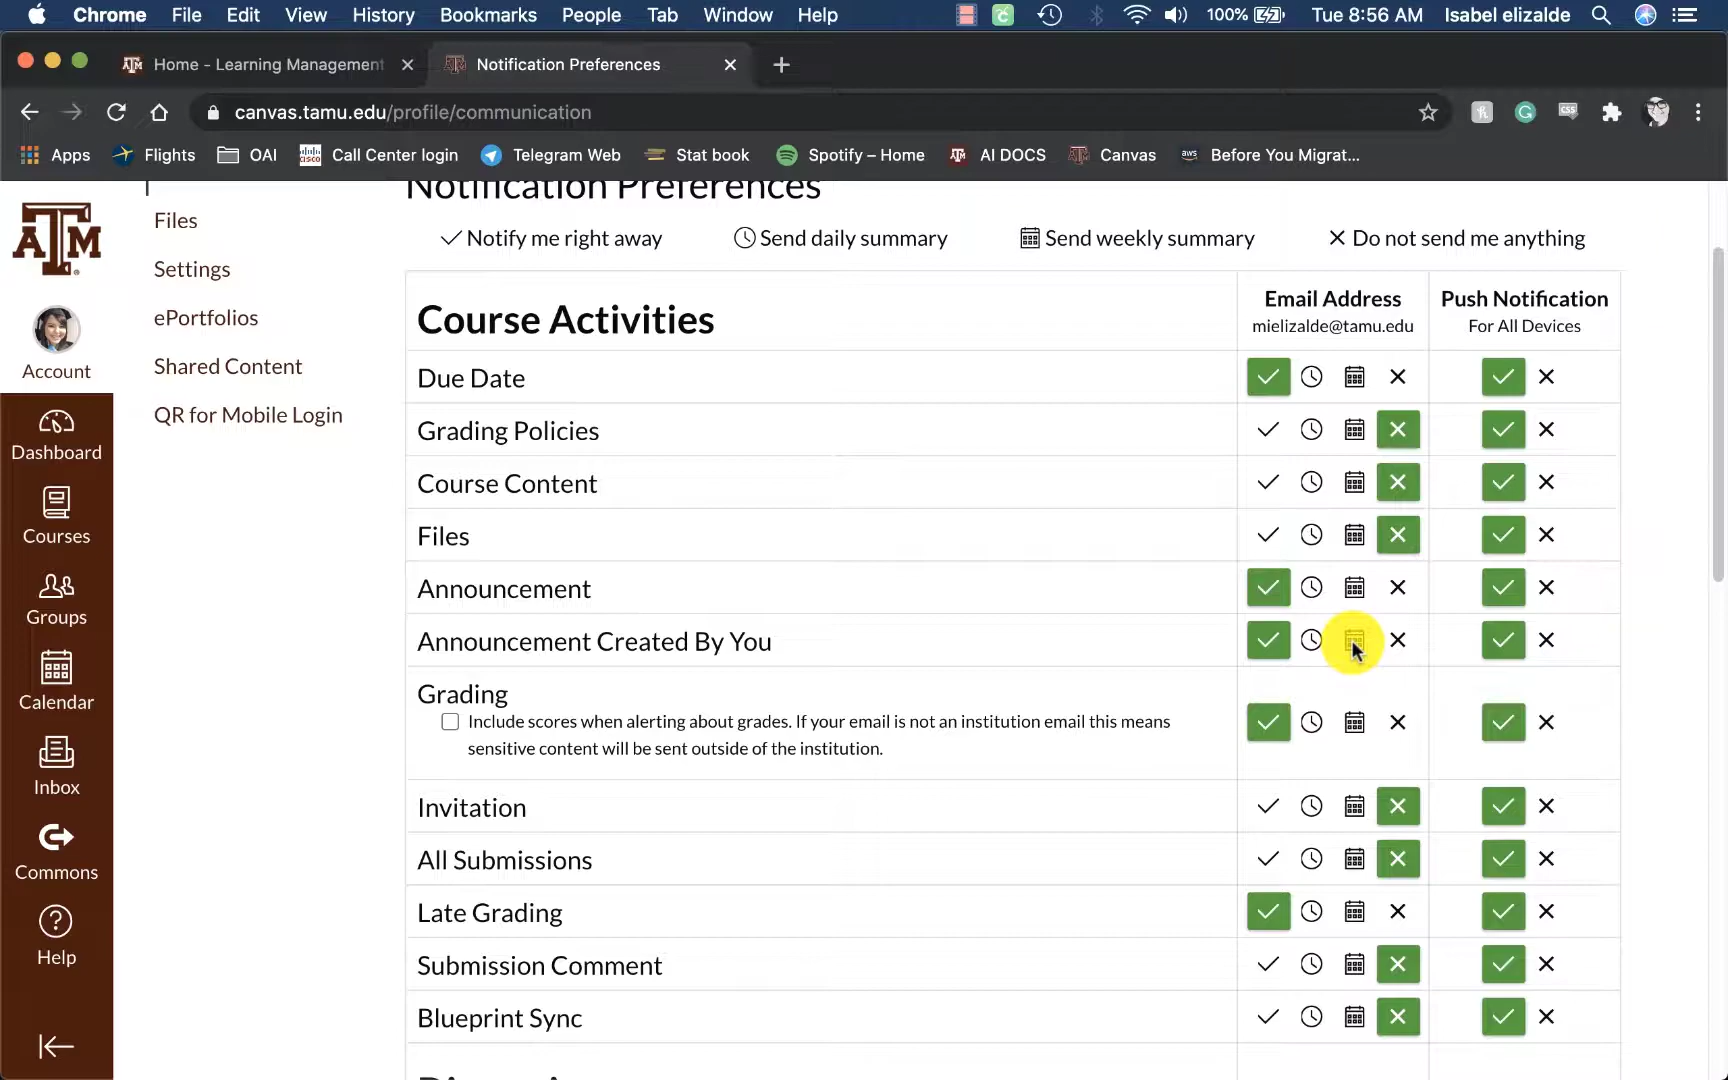 Chrome File Edit View History Bookmarks People Tab Window Help 100% Tue 8:56 AM Isabel elizalde
Home - Learning Management Notification Preferences
canvas.tamu.edu/profile/communication
Apps Flights OAI Call Center login Telegram Web Stat book Spotify – Home AI DOCS Canvas Before You Migrat...
Notification Preferences
Notify me right away Send daily summary Send weekly summary Do not send me anything
Account
Dashboard
Courses
Groups
Calendar
Inbox
Commons
Help
Files
Settings
ePortfolios
Shared Content
QR for Mobile Login
Course Activities
Email Address
mielizalde@tamu.edu
Push Notification
For All Devices
Due Date
Grading Policies
Course Content
Files
Announcement
Announcement Created By You
Grading
Include scores when alerting about grades. If your email is not an institution email this means
sensitive content will be sent outside of the institution.
Invitation
All Submissions
Late Grading
Submission Comment
Blueprint Sync